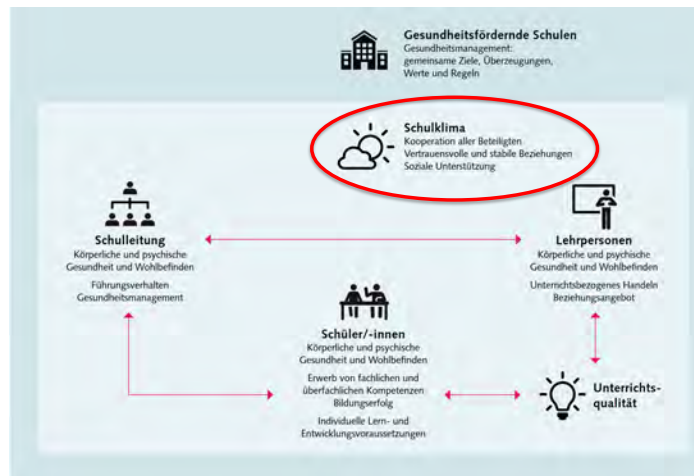 Gesundheitsfördernde Schulen
Gesundheitsmanagement:
gemeinsame Ziele, Überzeugungen,
Werte und Regeln
Schulklima
Kooperation aller Beteiligten
Vertrauensvolle und stabile Beziehungen
Soziale Unterstützung
Schulleitung
Körperliche und psychische
Gesundheit und Wohlbefinden
Führungsverhalten
Gesundheitsmanagement
Lehrpersonen
Körperliche und psychische
Gesundheit und Wohlbefinden
Unterrichtsbezogenes Handeln
Beziehungsangebot
Schüler/-innen
Körperliche und psychische
Gesundheit und Wohlbefinden
Erwerb von fachlichen und
überfachlichen Kompetenzen
Bildungserfolg
Individuelle Lern- und
Entwicklungsvoraussetzungen
Unterrichts-
qualität